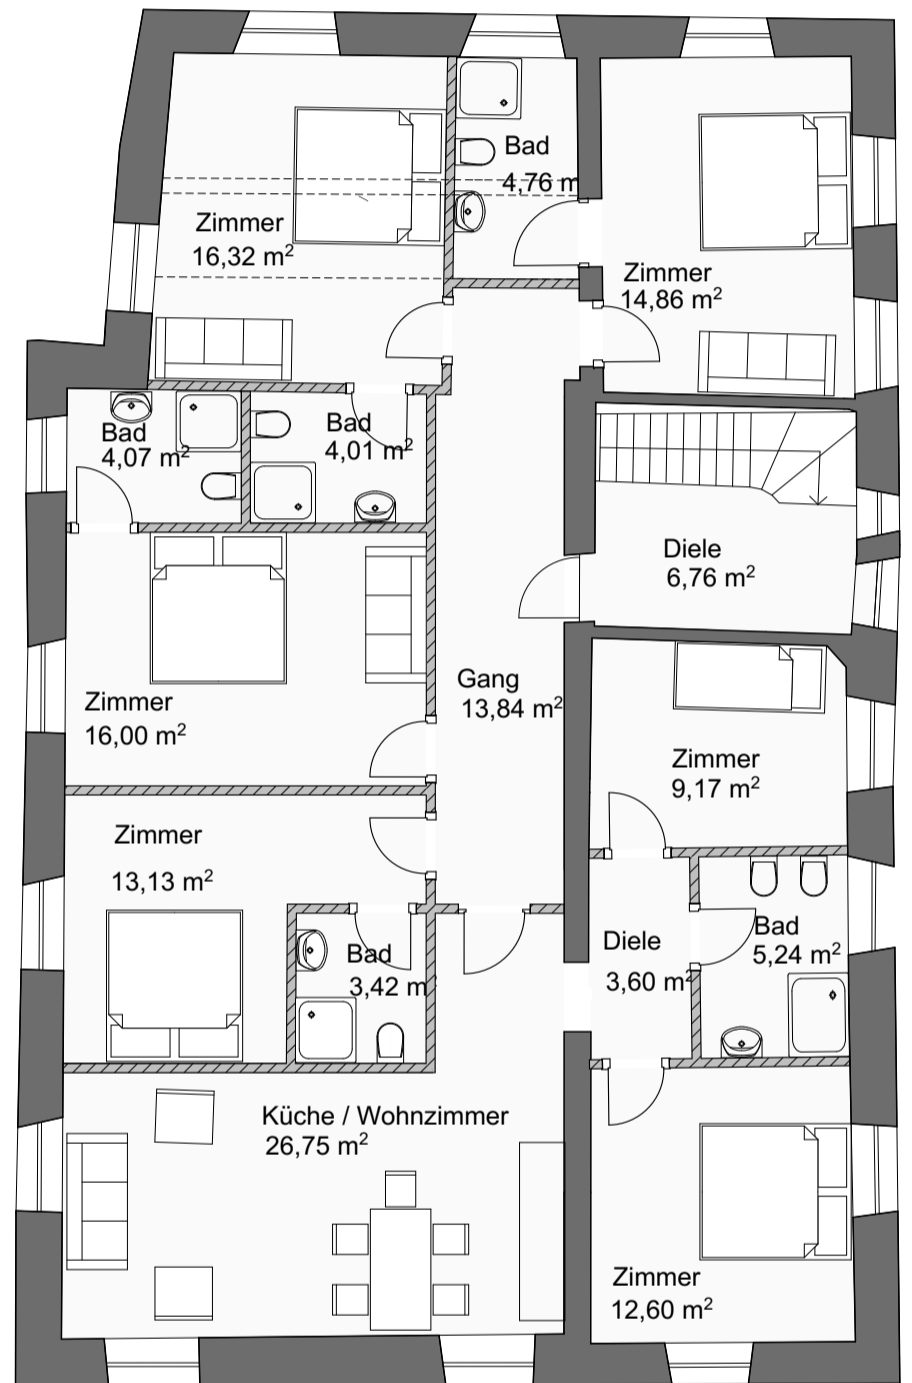 Bad
4,76 m
Zimmer
16,32 m²
Zimmer
14,86 m²
Bad
4,07 m²
Bad
4,01 m²
Diele
6,76 m²
Zimmer
16,00 m²
Gang
13,84 m²
Zimmer
9,17 m²
Zimmer
13,13 m²
Bad
3,42 m
Diele
3,60 m²
Bad
5,24 m²
Küche / Wohnzimmer
26,75 m²
Zimmer
12,60 m²